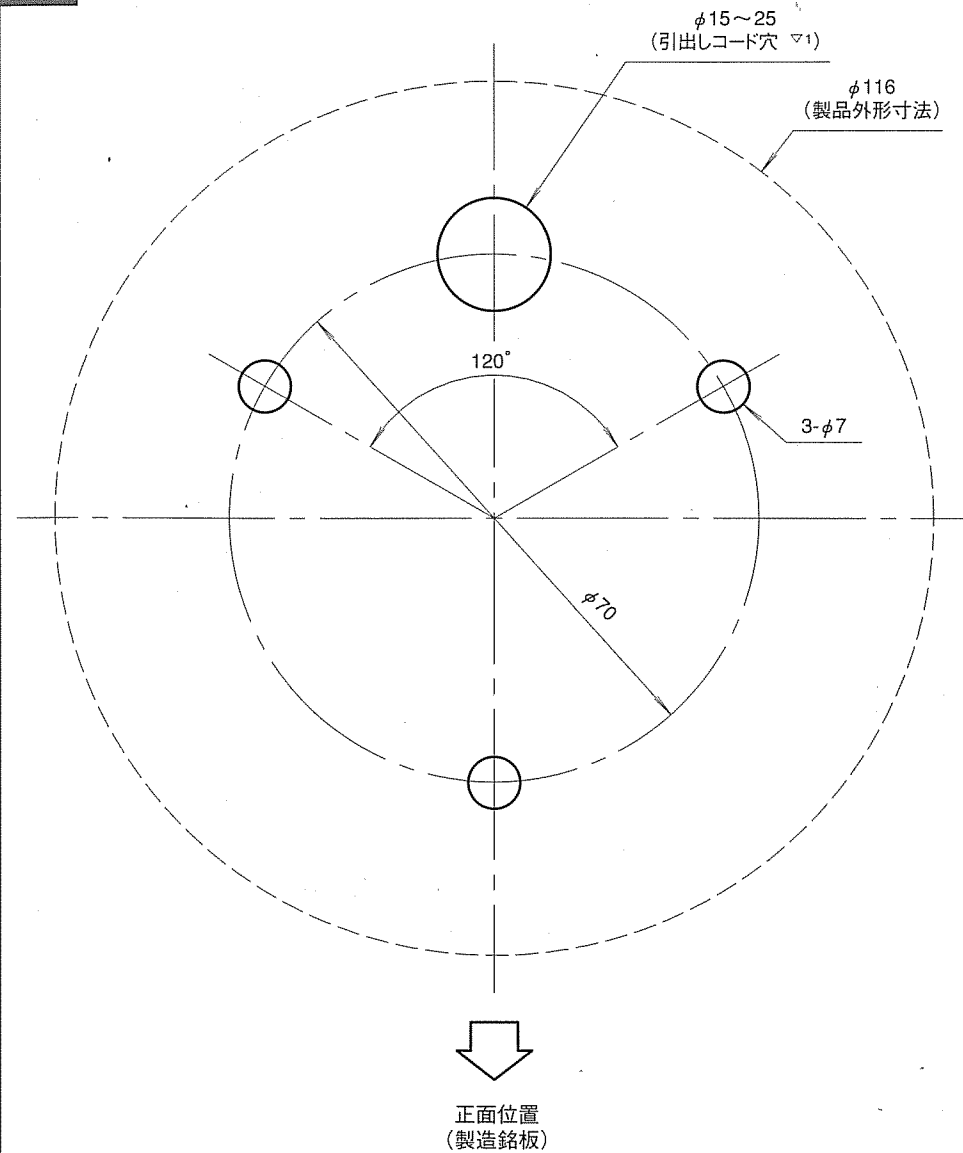 φ15～25
（引出しコード穴 ▽1）
φ116
（製品外形寸法）
120°
3-φ7
φ70
正面位置
（製造銘板）